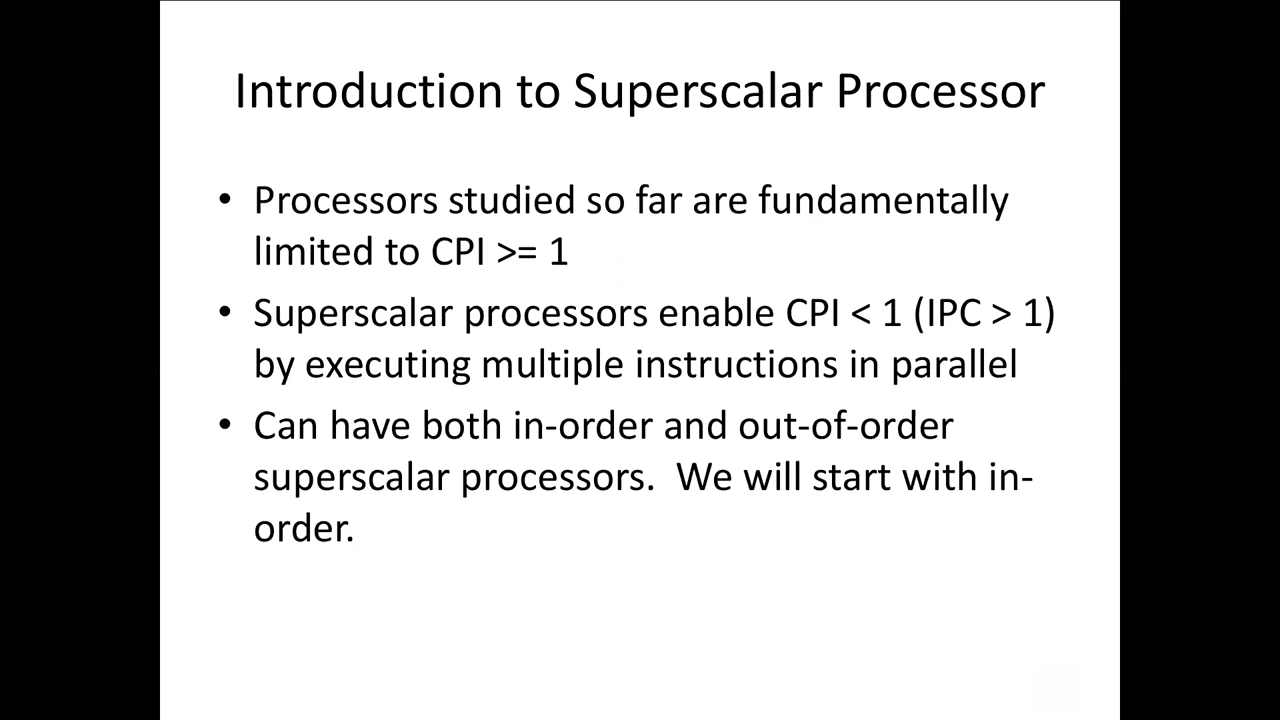 Introduction to Superscalar Processor
• Processors studied so far are fundamentally
limited to CPI >= 1
• Superscalar processors enable CPI < 1 (IPC > 1)
by executing multiple instructions in parallel
• Can have both in-order and out-of-order
superscalar processors.  We will start with in-
order.